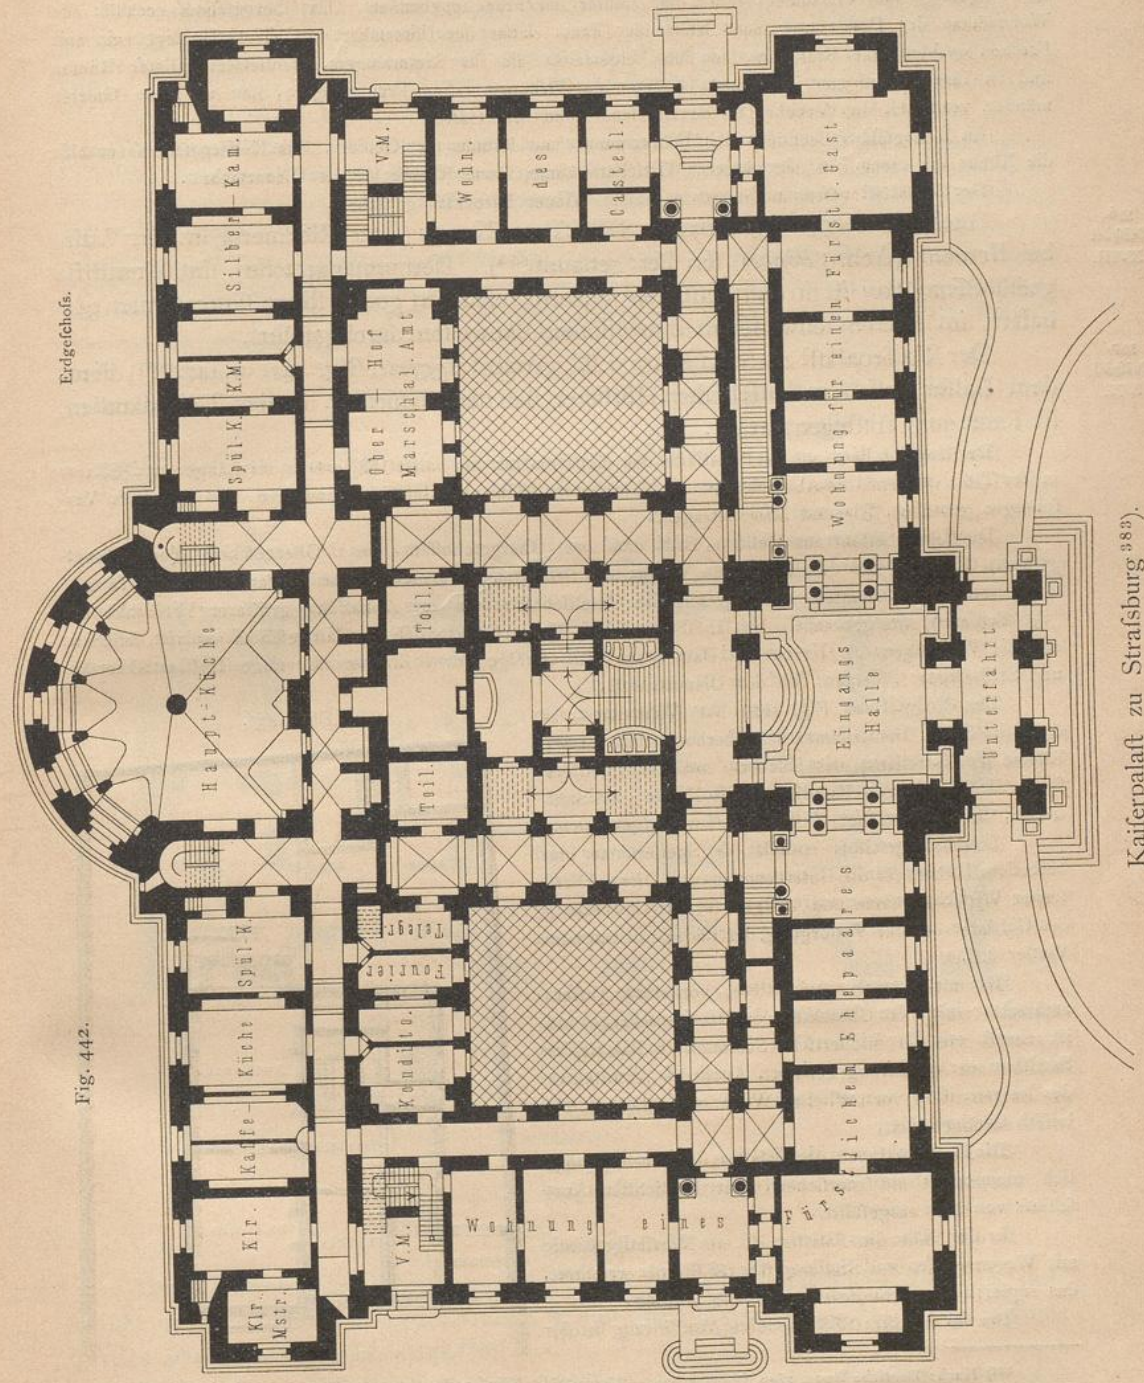 Fig. 442.
Erdgeſchoſs.
Klr. Mstr.
Klr.
Kaffe-Küche
Spül-K.
Haupt-Küche
Spül-K.
K.M.
Silber-Kam.
V.M.
Kondito.
Fourier
Telegr.
Toil.
Toil.
Ober-Hof
Marschal.Amt
V.M.
Wohn
des
Castell.
Wohnung eines
Fürstlichen Ehepaares
Eingangs
Halle
Wohnung für einen Fürstl. Gast
Unterfahrt
Kaiſerpalaſt zu Straſsburg 383).